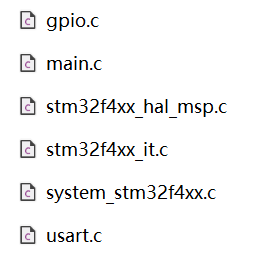 gpio.c
main.c
stm32f4xx_hal_msp.c
stm32f4xx_it.c
system_stm32f4xx.c
usart.c